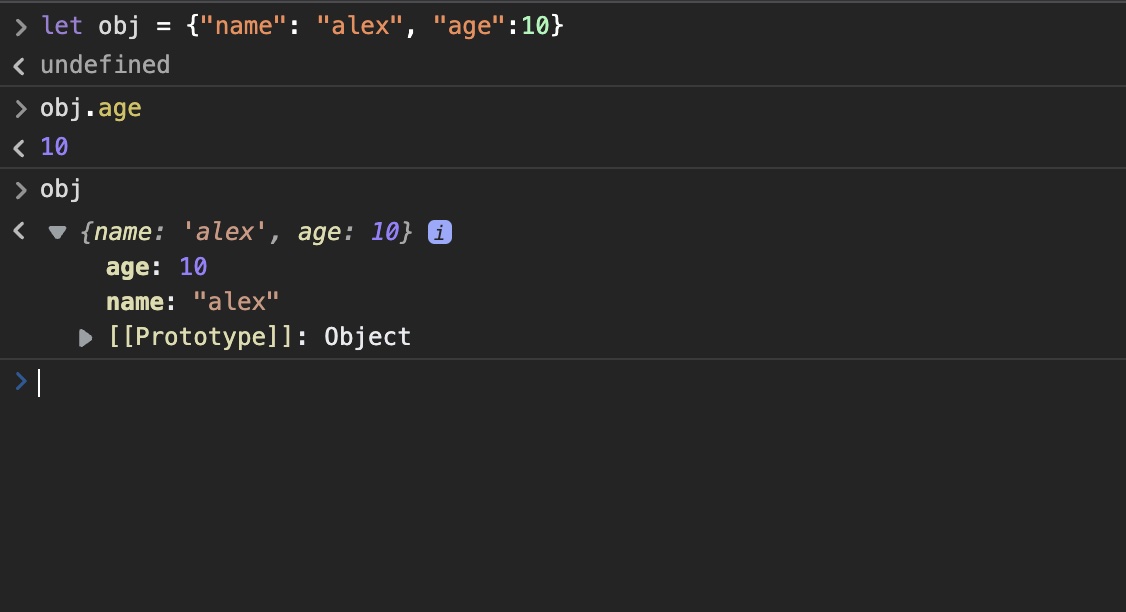 > let obj = {"name": "alex", "age":10}
< undefined
> obj.age
< 10
> obj
< ▼ {name: 'alex', age: 10} i
age: 10
name: "alex"
▶ [[Prototype]]: Object
>